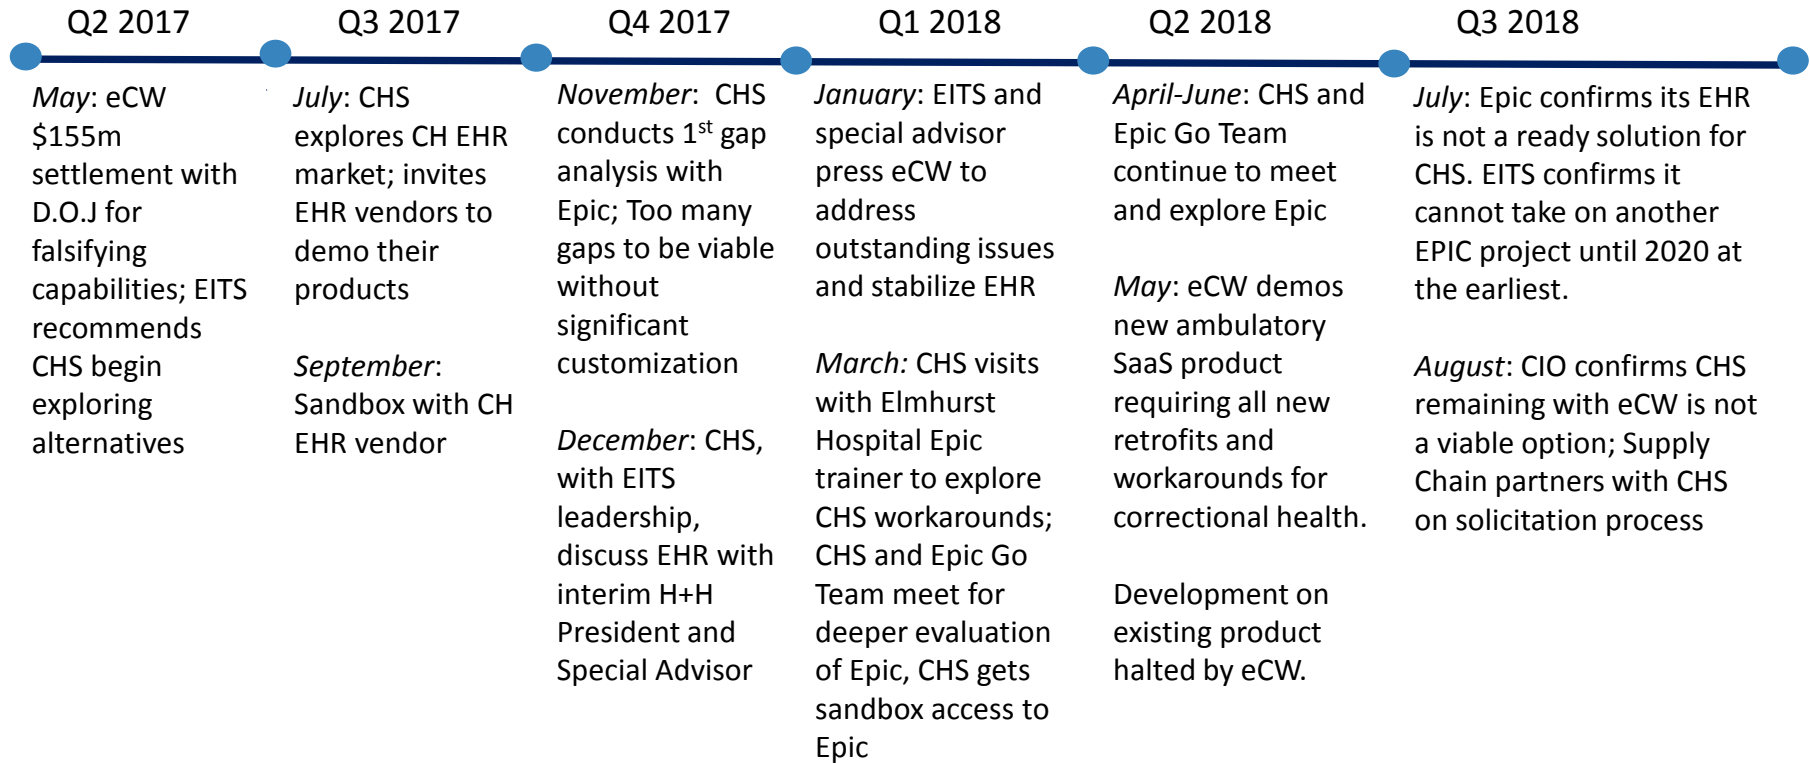 Q2 2017
Q3 2017
Q4 2017
Q1 2018
Q2 2018
Q3 2018
May: eCW
$155m
settlement with
D.O.J for
falsifying
capabilities; EITS
recommends
CHS begin
exploring
alternatives
July: CHS
explores CH EHR
market; invites
EHR vendors to
demo their
products
September:
Sandbox with CH
EHR vendor
November: CHS
conducts 1st gap
analysis with
Epic; Too many
gaps to be viable
without
significant
customization
December: CHS,
with EITS
leadership,
discuss EHR with
interim H+H
President and
Special Advisor
January: EITS and
special advisor
press eCW to
address
outstanding issues
and stabilize EHR
March: CHS visits
with Elmhurst
Hospital Epic
trainer to explore
CHS workarounds;
CHS and Epic Go
Team meet for
deeper evaluation
of Epic, CHS gets
sandbox access to
Epic
April-June: CHS and
Epic Go Team
continue to meet
and explore Epic
May: eCW demos
new ambulatory
SaaS product
requiring all new
retrofits and
workarounds for
correctional health.
Development on
existing product
halted by eCW.
July: Epic confirms its EHR
is not a ready solution for
CHS. EITS confirms it
cannot take on another
EPIC project until 2020 at
the earliest.
August: CIO confirms CHS
remaining with eCW is not
a viable option; Supply
Chain partners with CHS
on solicitation process